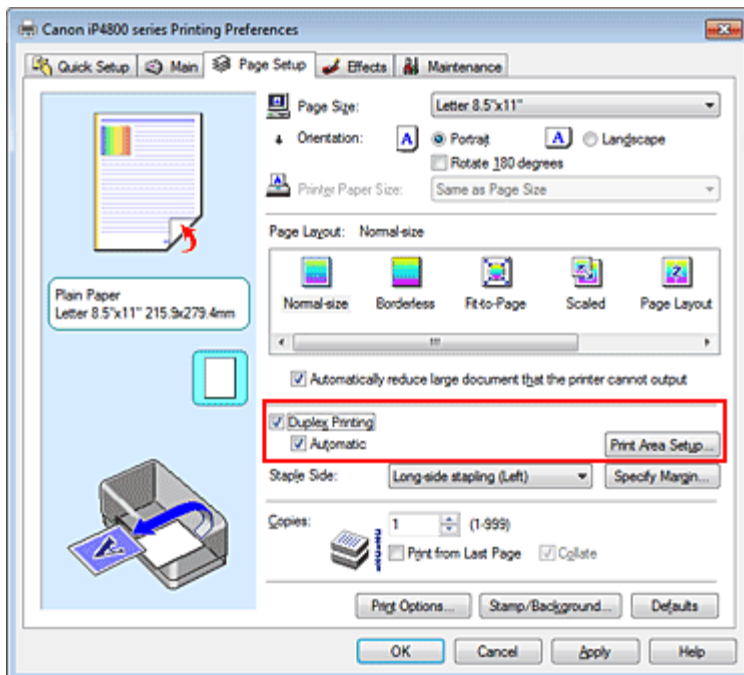 Canon iP4800 series Printing Preferences
Quick Setup Main Page Setup Effects Maintenance
Page Size: Letter 8.5"x11"
Orientation: A Portrait A Landscape
Rotate 180 degrees
Printer Paper Size: Same as Page Size
Page Layout: Normal-size
Normal-size Borderless Fit-to-Page Scaled Page Layout
Plain Paper
Letter 8.5"x11" 215.9x279.4mm
Automatically reduce large document that the printer cannot output
Duplex Printing
Automatic Print Area Setup...
Staple Side: Long-side stapling (Left) Specify Margin...
Copies: 1 (1-999)
Print from Last Page Collate
Print Options... Stamp/Background... Defaults
OK Cancel Apply Help